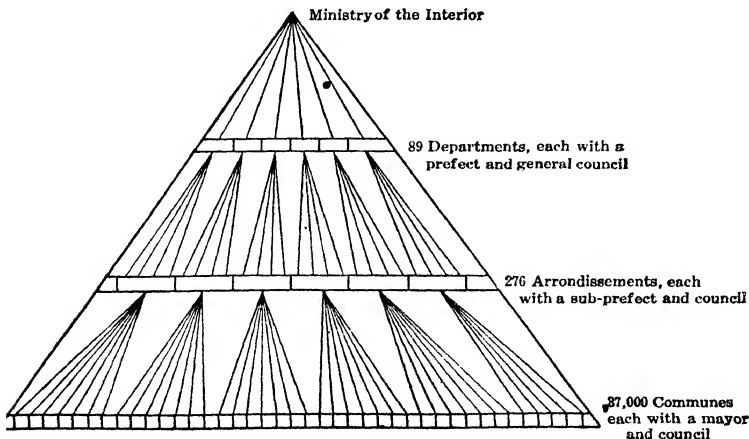 Ministry of the Interior
89 Departments, each with a
prefect and general council
276 Arrondissements, each
with a sub-prefect and council
37,000 Communes
each with a mayor
and council